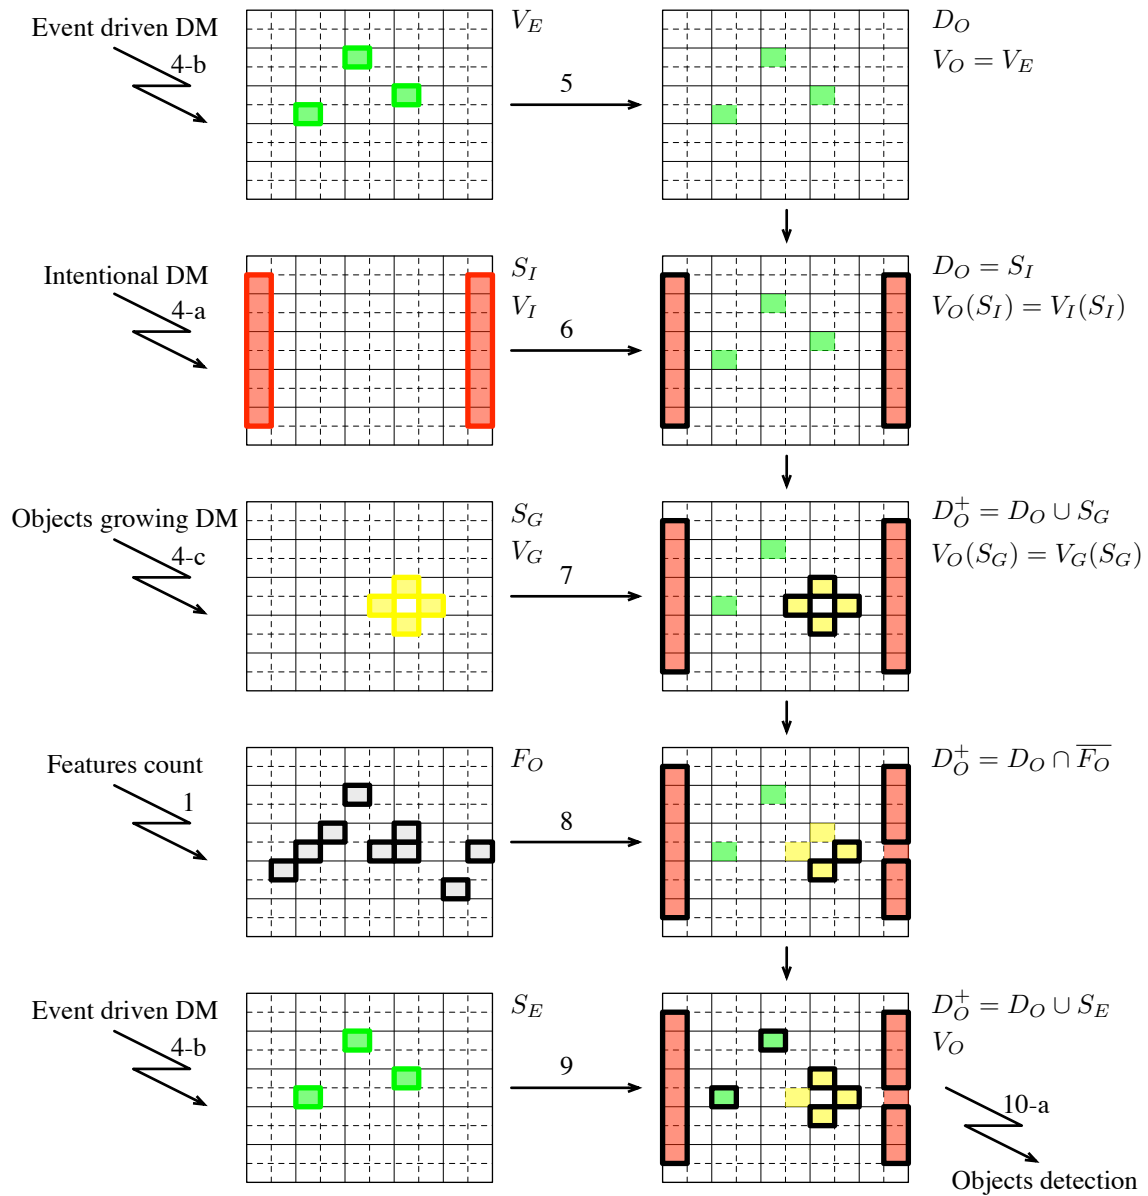 Event driven DM
4-b
V_E
5
D_O
V_O = V_E
Intentional DM
4-a
S_I
V_I
6
D_O = S_I
V_O(S_I) = V_I(S_I)
Objects growing DM
4-c
S_G
V_G
7
D_O^+ = D_O ∪ S_G
V_O(S_G) = V_G(S_G)
Features count
1
F_O
8
D_O^+ = D_O ∩ \overline{F_O}
Event driven DM
4-b
S_E
9
D_O^+ = D_O ∪ S_E
V_O
10-a
Objects detection